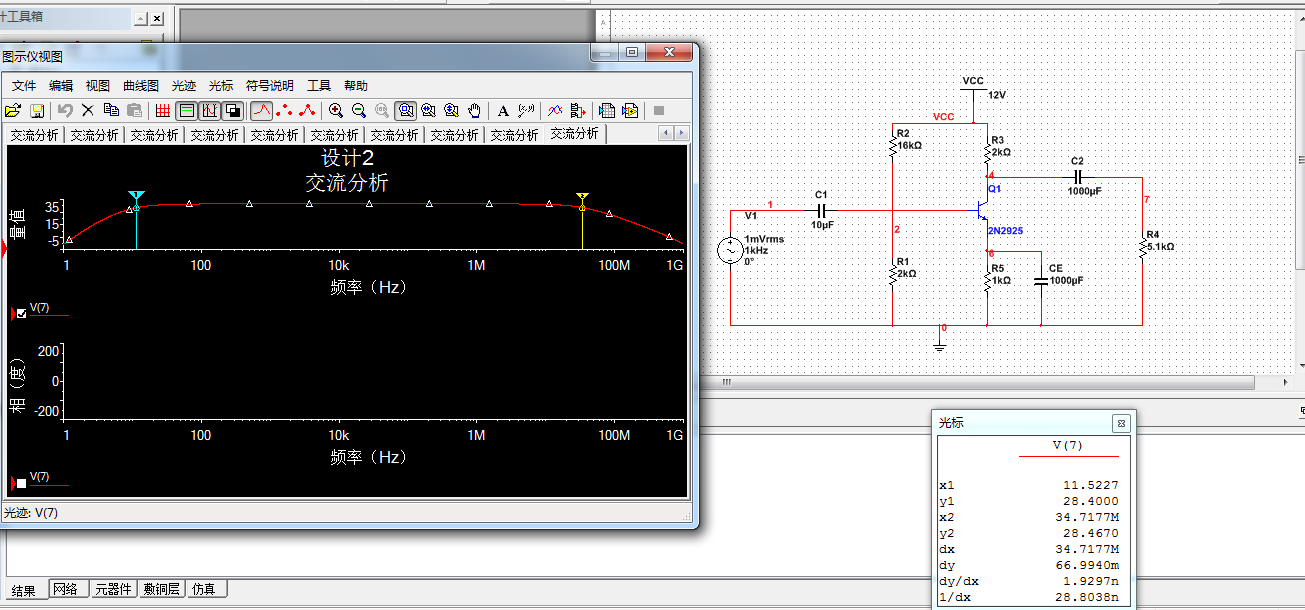 计工具箱
图示仪视图
文件 编辑 视图 曲线图 光迹 光标 符号说明 工具 帮助
交流分析 交流分析 交流分析 交流分析 交流分析 交流分析 交流分析 交流分析 交流分析 交流分析
设计2
交流分析
量值
35
15
-5
1 100 10k 1M 100M 1G
频率（Hz）
V(7)
相（度）
200
0
-200
1 100 10k 1M 100M 1G
频率（Hz）
V(7)
光迹: V(7)
A
VCC
12V
VCC
R2
16kΩ
R3
2kΩ
4
C2
1000µF
7
Q1
2N2925
C1
10µF
1
2
V1
1mVrms
1kHz
0°
R1
2kΩ
6
R5
1kΩ
CE
1000µF
R4
5.1kΩ
0
光标
V(7)
x1 11.5227
y1 28.4000
x2 34.7177M
y2 28.4670
dx 34.7177M
dy 66.9940m
dy/dx 1.9297n
1/dx 28.8038n
结果 网络 元器件 敷铜层 仿真